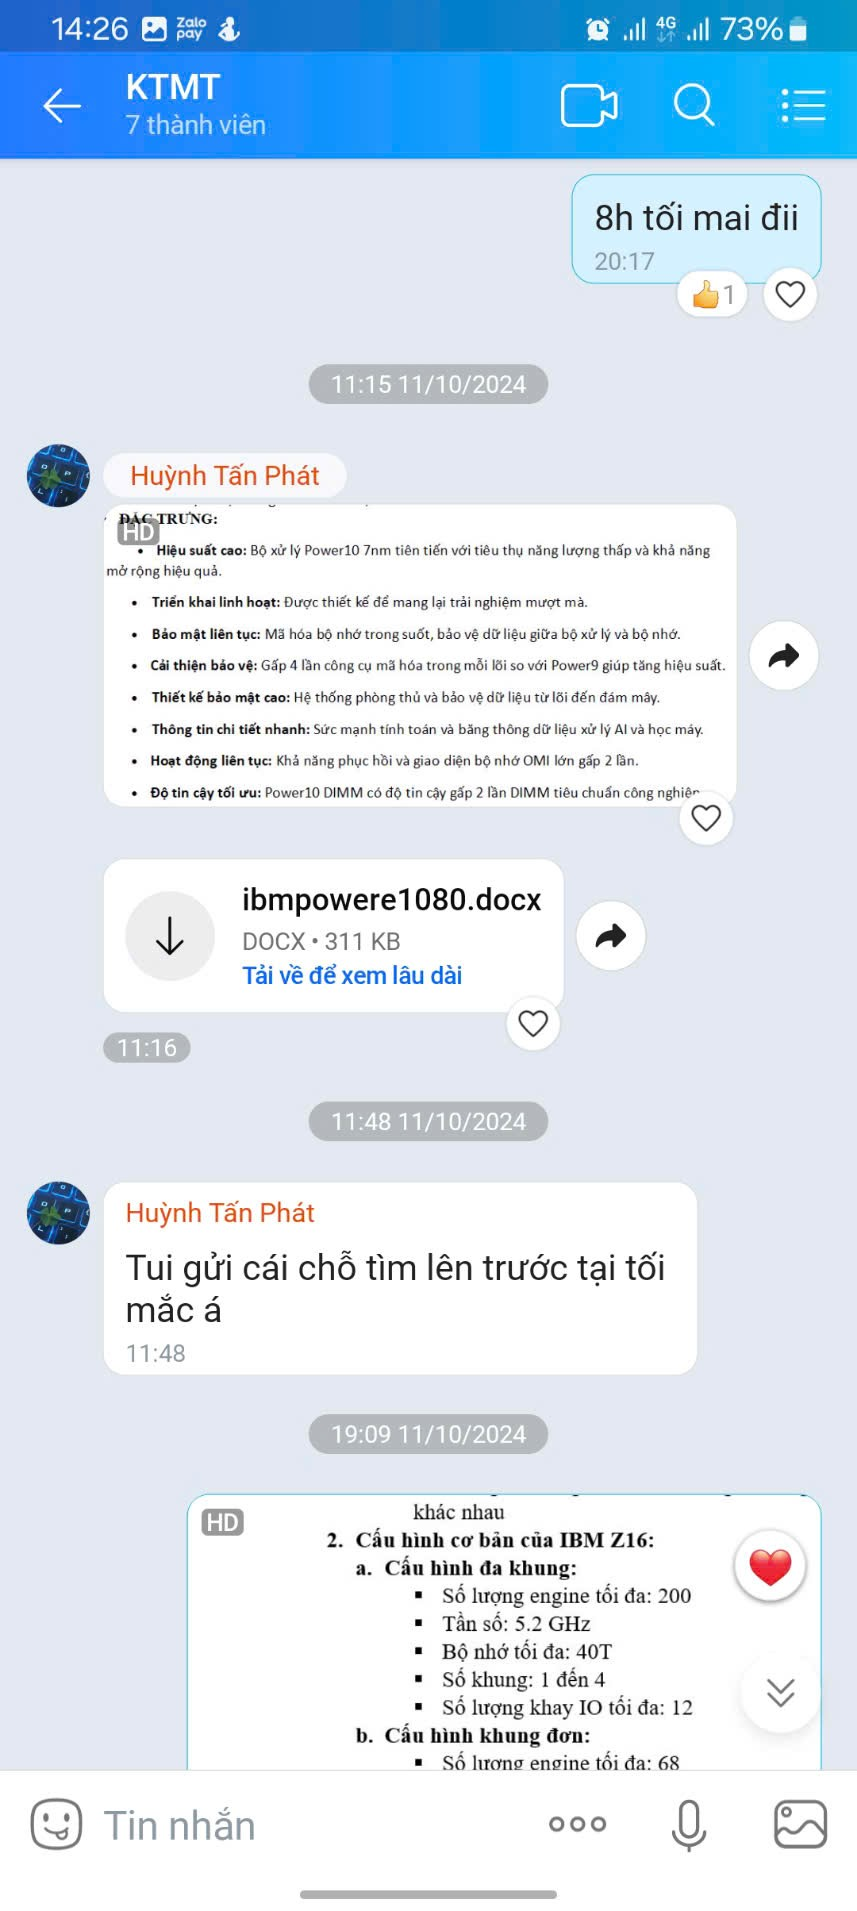 14:26 Zalo pay 4G 73%
KTMT
7 thành viên
8h tối mai đii
20:17
1
11:15 11/10/2024
Huỳnh Tấn Phát
ĐẶC TRƯNG:
HD
• Hiệu suất cao: Bộ xử lý Power10 7nm tiên tiến với tiêu thụ năng lượng thấp và khả năng
mở rộng hiệu quả.
• Triển khai linh hoạt: Được thiết kế để mang lại trải nghiệm mượt mà.
• Bảo mật liên tục: Mã hóa bộ nhớ trong suốt, bảo vệ dữ liệu giữa bộ xử lý và bộ nhớ.
• Cải thiện bảo vệ: Gấp 4 lần công cụ mã hóa trong mỗi lõi so với Power9 giúp tăng hiệu suất.
• Thiết kế bảo mật cao: Hệ thống phòng thủ và bảo vệ dữ liệu từ lõi đến đám mây.
• Thông tin chi tiết nhanh: Sức mạnh tính toán và băng thông dữ liệu xử lý AI và học máy.
• Hoạt động liên tục: Khả năng phục hồi và giao diện bộ nhớ OMI lớn gấp 2 lần.
• Độ tin cậy tối ưu: Power10 DIMM có độ tin cậy gấp 2 lần DIMM tiêu chuẩn công nghiệp
ibmpowere1080.docx
DOCX • 311 KB
Tải về để xem lâu dài
11:16
11:48 11/10/2024
Huỳnh Tấn Phát
Tui gửi cái chỗ tìm lên trước tại tối
mắc á
11:48
19:09 11/10/2024
HD
khác nhau
2. Cấu hình cơ bản của IBM Z16:
a. Cấu hình đa khung:
▪ Số lượng engine tối đa: 200
▪ Tần số: 5.2 GHz
▪ Bộ nhớ tối đa: 40T
▪ Số khung: 1 đến 4
▪ Số lượng khay IO tối đa: 12
b. Cấu hình khung đơn:
▪ Số lượng engine tối đa: 68
Tin nhắn